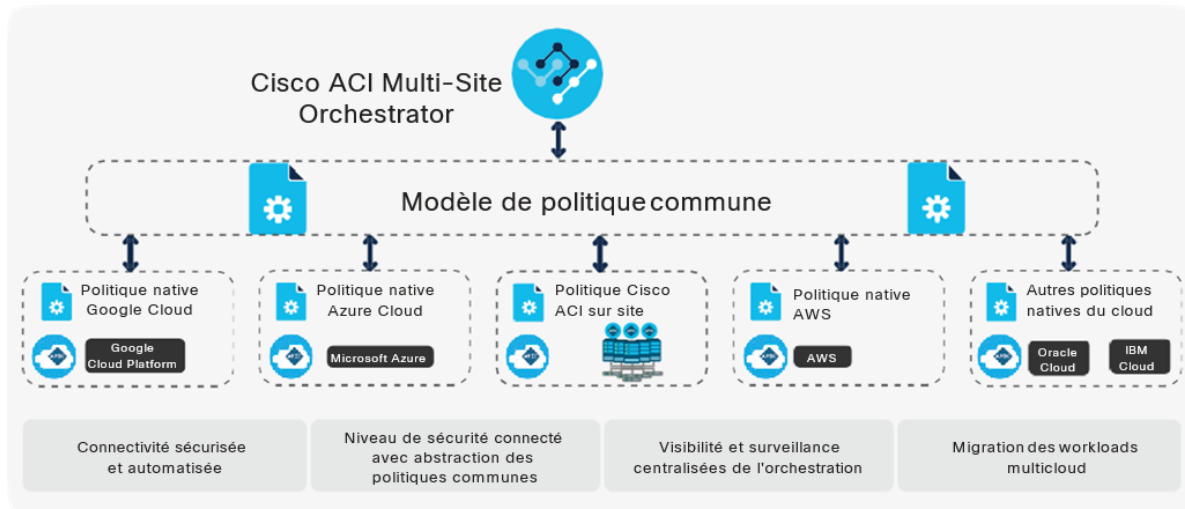 Cisco ACI Multi-Site
Orchestrator
Modèle de politique commune
Politique native
Google Cloud
Google
Cloud Platform
Politique native
Azure Cloud
Microsoft Azure
Politique Cisco
ACI sur site
Politique native
AWS
AWS
Autres politiques
natives du cloud
Oracle
Cloud
IBM
Cloud
Connectivité sécurisée
et automatisée
Niveau de sécurité connecté
avec abstraction des
politiques communes
Visibilité et surveillance
centralisées de l'orchestration
Migration des workloads
multicloud